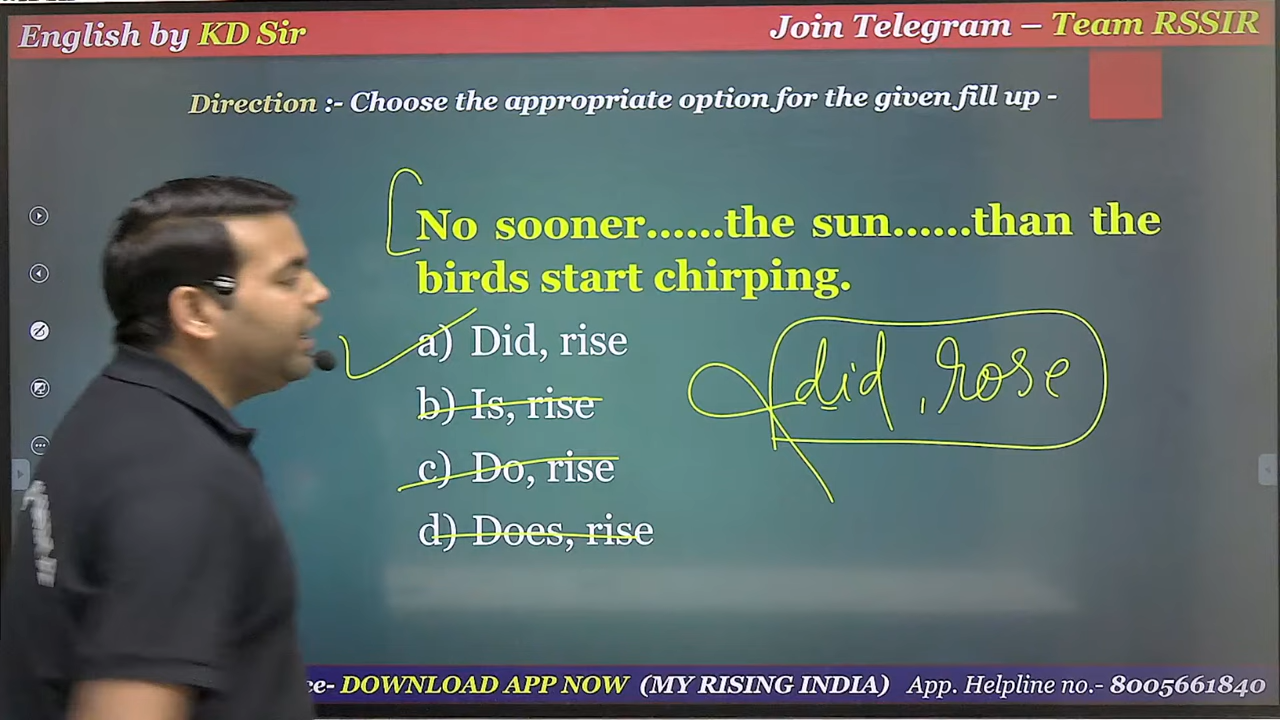 English by KD Sir
Join Telegram – Team RSSIR
Direction :- Choose the appropriate option for the given fill up -
No sooner......the sun......than the
birds start chirping.
a) Did, rise
b) Is, rise
c) Do, rise
d) Does, rise
did, rose
ce- DOWNLOAD APP NOW (MY RISING INDIA) App. Helpline no.- 8005661840